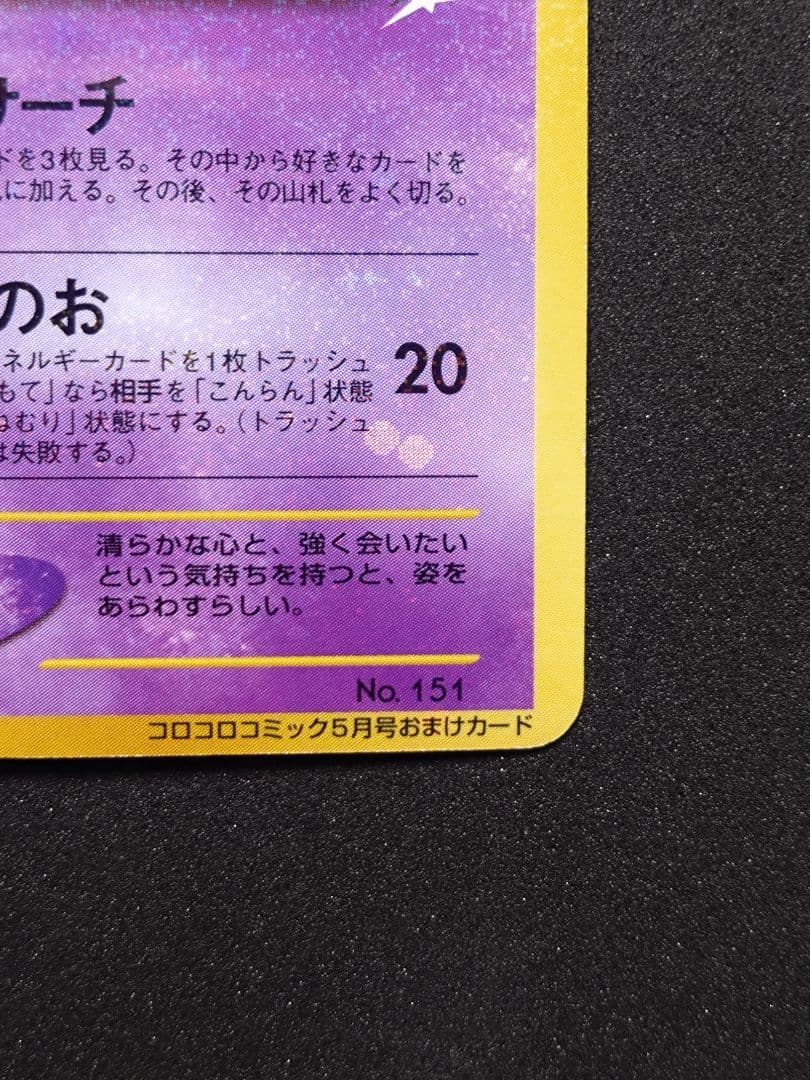 サーチ
ドを3枚見る。その中から好きなカードを
に加える。その後、その山札をよく切る。
のお
ネルギーカードを1枚トラッシュ
もて」なら相手を「こんらん」状態
ねむり」状態にする。(トラッシュ
は失敗する。)
20
清らかな心と、強く会いたい
という気持ちを持つと、姿を
あらわすらしい。
No. 151
コロコロコミック5月号おまけカード